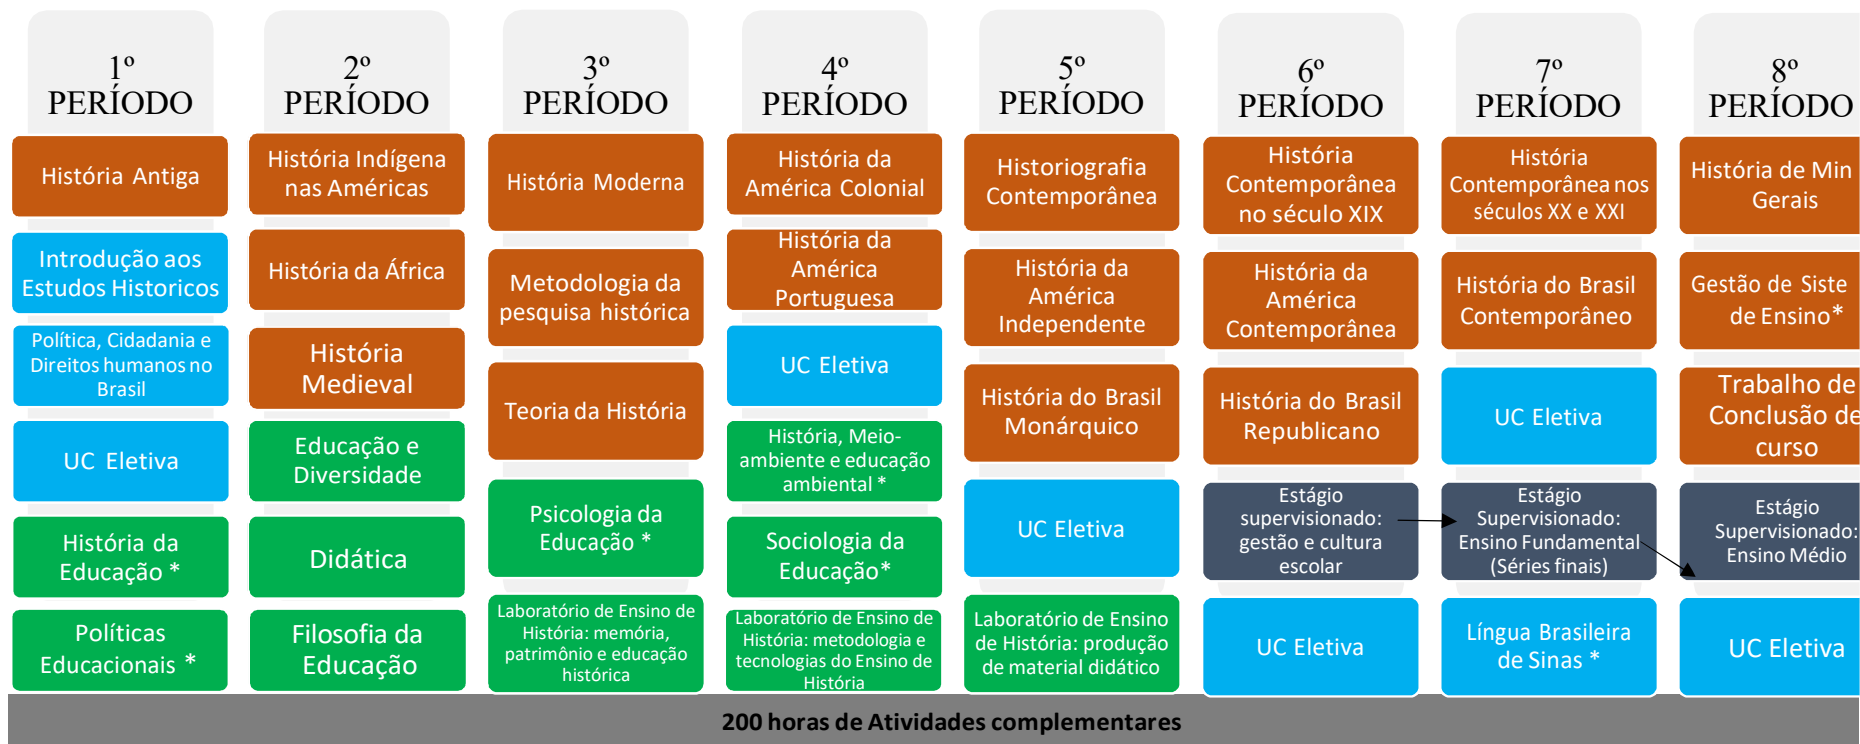 1º
PERÍODO
História Antiga
Introdução aos
Estudos Historicos
Política, Cidadania e
Direitos humanos no
Brasil
UC Eletiva
História da
Educação *
Políticas
Educacionais *
2º
PERÍODO
História Indígena
nas Américas
História da África
História
Medieval
Educação e
Diversidade
Didática
Filosofia da
Educação
3º
PERÍODO
História Moderna
Metodologia da
pesquisa histórica
Teoria da História
Psicologia da
Educação *
Laboratório de Ensino de
História: memória,
patrimônio e educação
histórica
4º
PERÍODO
História da
América Colonial
História da
América
Portuguesa
UC Eletiva
História, Meio-
ambiente e educação
ambiental *
Sociologia da
Educação*
Laboratório de Ensino de
História: metodologia e
tecnologias do Ensino de
História
5º
PERÍODO
Historiografia
Contemporânea
História da
América
Independente
História do Brasil
Monárquico
UC Eletiva
Laboratório de Ensino
de História: produção
de material didático
6º
PERÍODO
História
Contemporânea
no século XIX
História da
América
Contemporânea
História do Brasil
Republicano
Estágio
supervisionado:
gestão e cultura
escolar
UC Eletiva
7º
PERÍODO
História
Contemporânea nos
séculos XX e XXI
História do Brasil
Contemporâneo
UC Eletiva
Estágio
Supervisionado:
Ensino Fundamental
(Séries finais)
Língua Brasileira
de Sinas *
8º
PERÍODO
História de Min
Gerais
Gestão de Siste
de Ensino*
Trabalho de
Conclusão de
curso
Estágio
Supervisionado:
Ensino Médio
UC Eletiva
200 horas de Atividades complementares